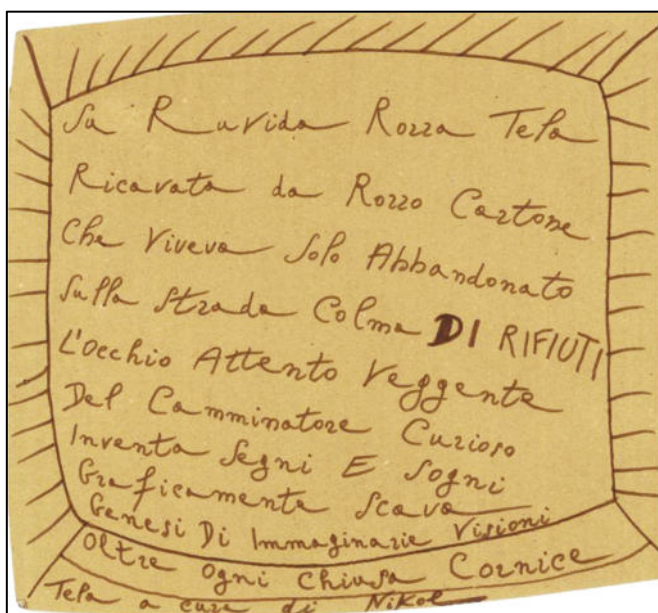 Su Ruvida Rozza Tela
Ricavata da Rozzo Cartone
Che Viveva Solo Abbandonato
Sulla Strada Colma DI RIFIUTI
L'occhio Attento Veggente
Del Camminatore Curioso
Inventa Segni E Sogni
Graficamente Scava
Genesi Di Immaginarie Visioni
Oltre Ogni Chiusa Cornice
Tela a cura di Nikol